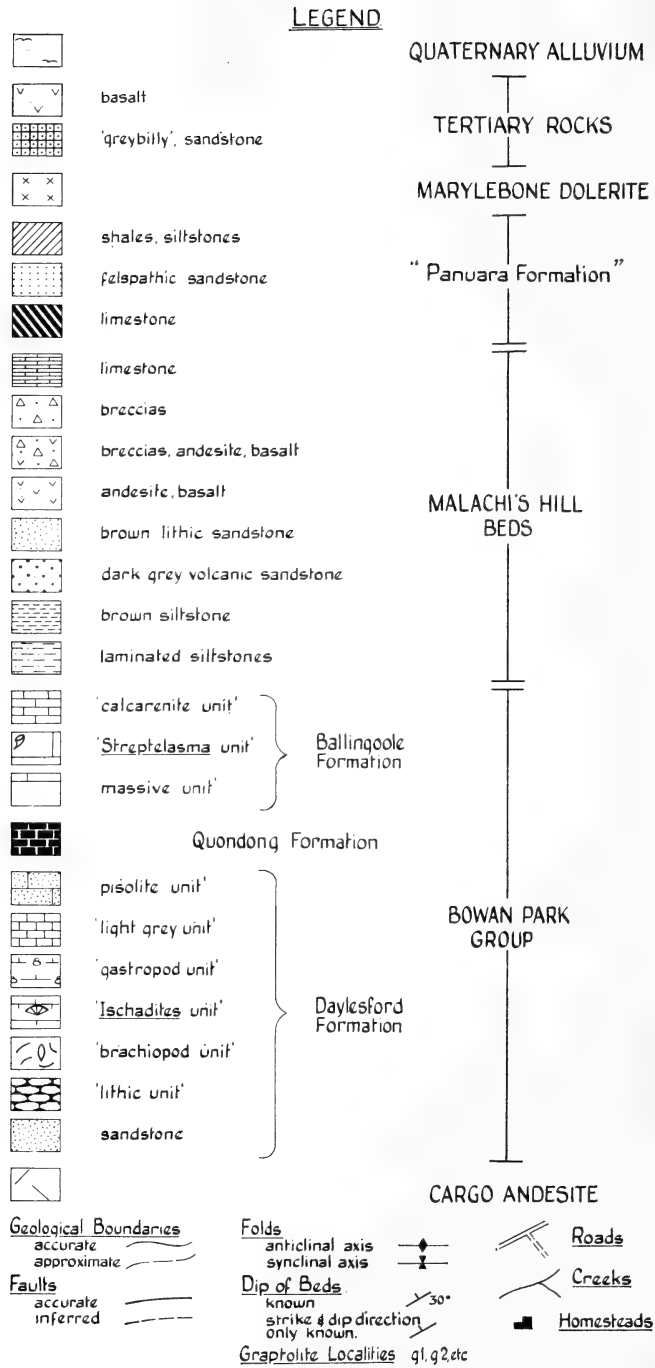 LEGEND
QUATERNARY ALLUVIUM
basalt
'greybilly', sandstone
TERTIARY ROCKS
MARYLEBONE DOLERITE
shales, siltstones
felspathic sandstone
"Panuara Formation"
limestone
limestone
breccias
breccias, andesite, basalt
andesite, basalt
MALACHI'S HILL
BEDS
brown lithic sandstone
dark grey volcanic sandstone
brown siltstone
laminated siltstones
'calcarenite unit'
'Streptelasma unit'
Ballingoole
Formation
massive unit'
Quondong Formation
pisolite unit'
'light grey unit'
BOWAN PARK
GROUP
'gastropod unit'
'Ischadites unit'
Daylesford
Formation
'brachiopod unit'
'lithic unit'
sandstone
CARGO ANDESITE
Geological Boundaries
accurate
approximate
Faults
accurate
inferred
Folds
anticlinal axis
synclinal axis
Dip of Beds
known 30°
strike & dip direction
only known.
Graptolite Localities g1, g2, etc
Roads
Creeks
Homesteads